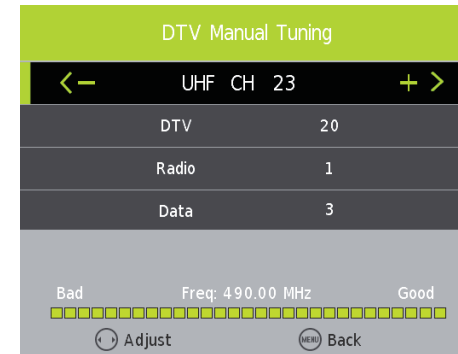 DTV Manual Tuning
UHF CH 23
DTV 20
Radio 1
Data 3
Bad Freq: 490.00 MHz Good
Adjust MENU Back